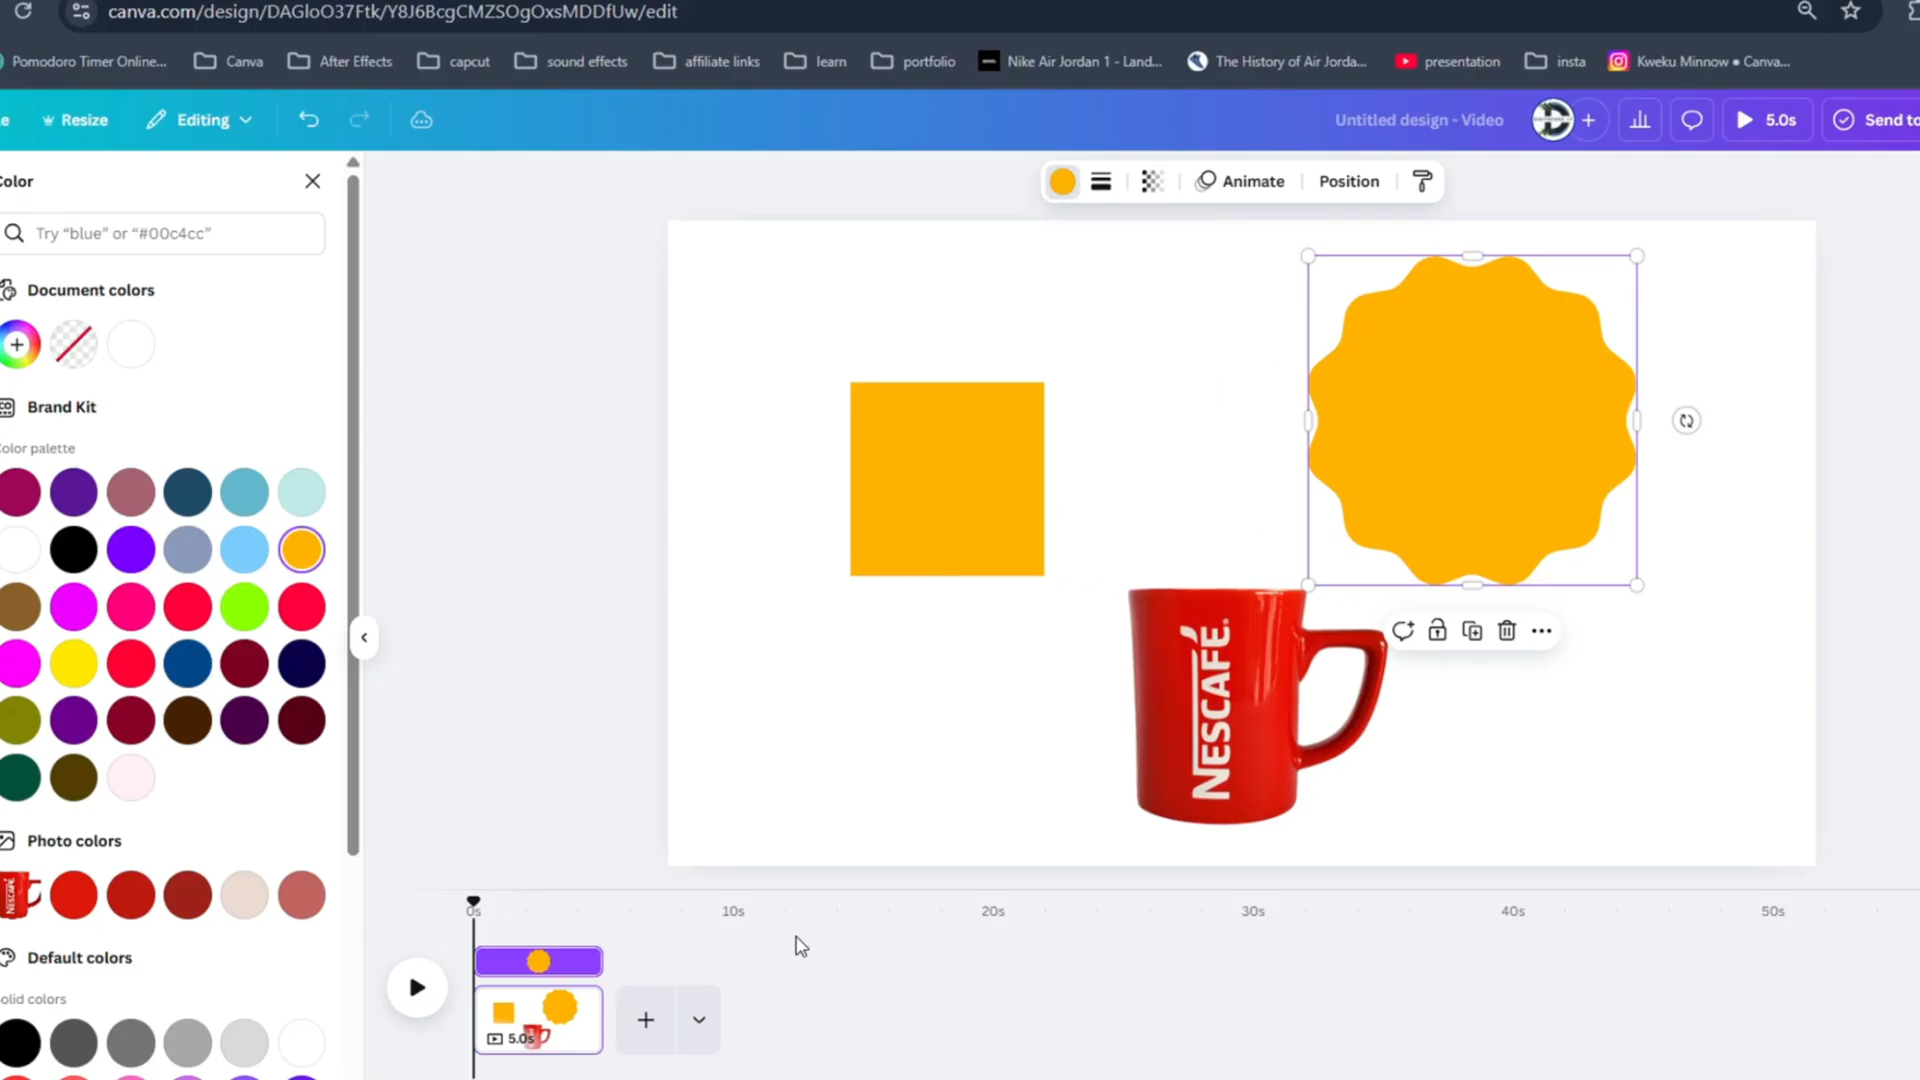 canva.com/design/DAGloO37Ftk/Y8J6BcgCMZSOgOxsMDDfUw/edit
Pomodoro Timer Online...
Canva
After Effects
capcut
sound effects
affiliate links
learn
portfolio
Nike Air Jordan 1 - Land...
The History of Air Jorda...
presentation
insta
Kweku Minnow • Canva...
e
Resize
Editing
Untitled design - Video
5.0s
Send to
Color
Animate
Position
Try “blue” or “#00c4cc”
Document colors
Brand Kit
Color palette
NESCAFÉ.
Photo colors
NESCAFÉ
Default colors
Solid colors
0s
10s
20s
30s
40s
50s
5.0s